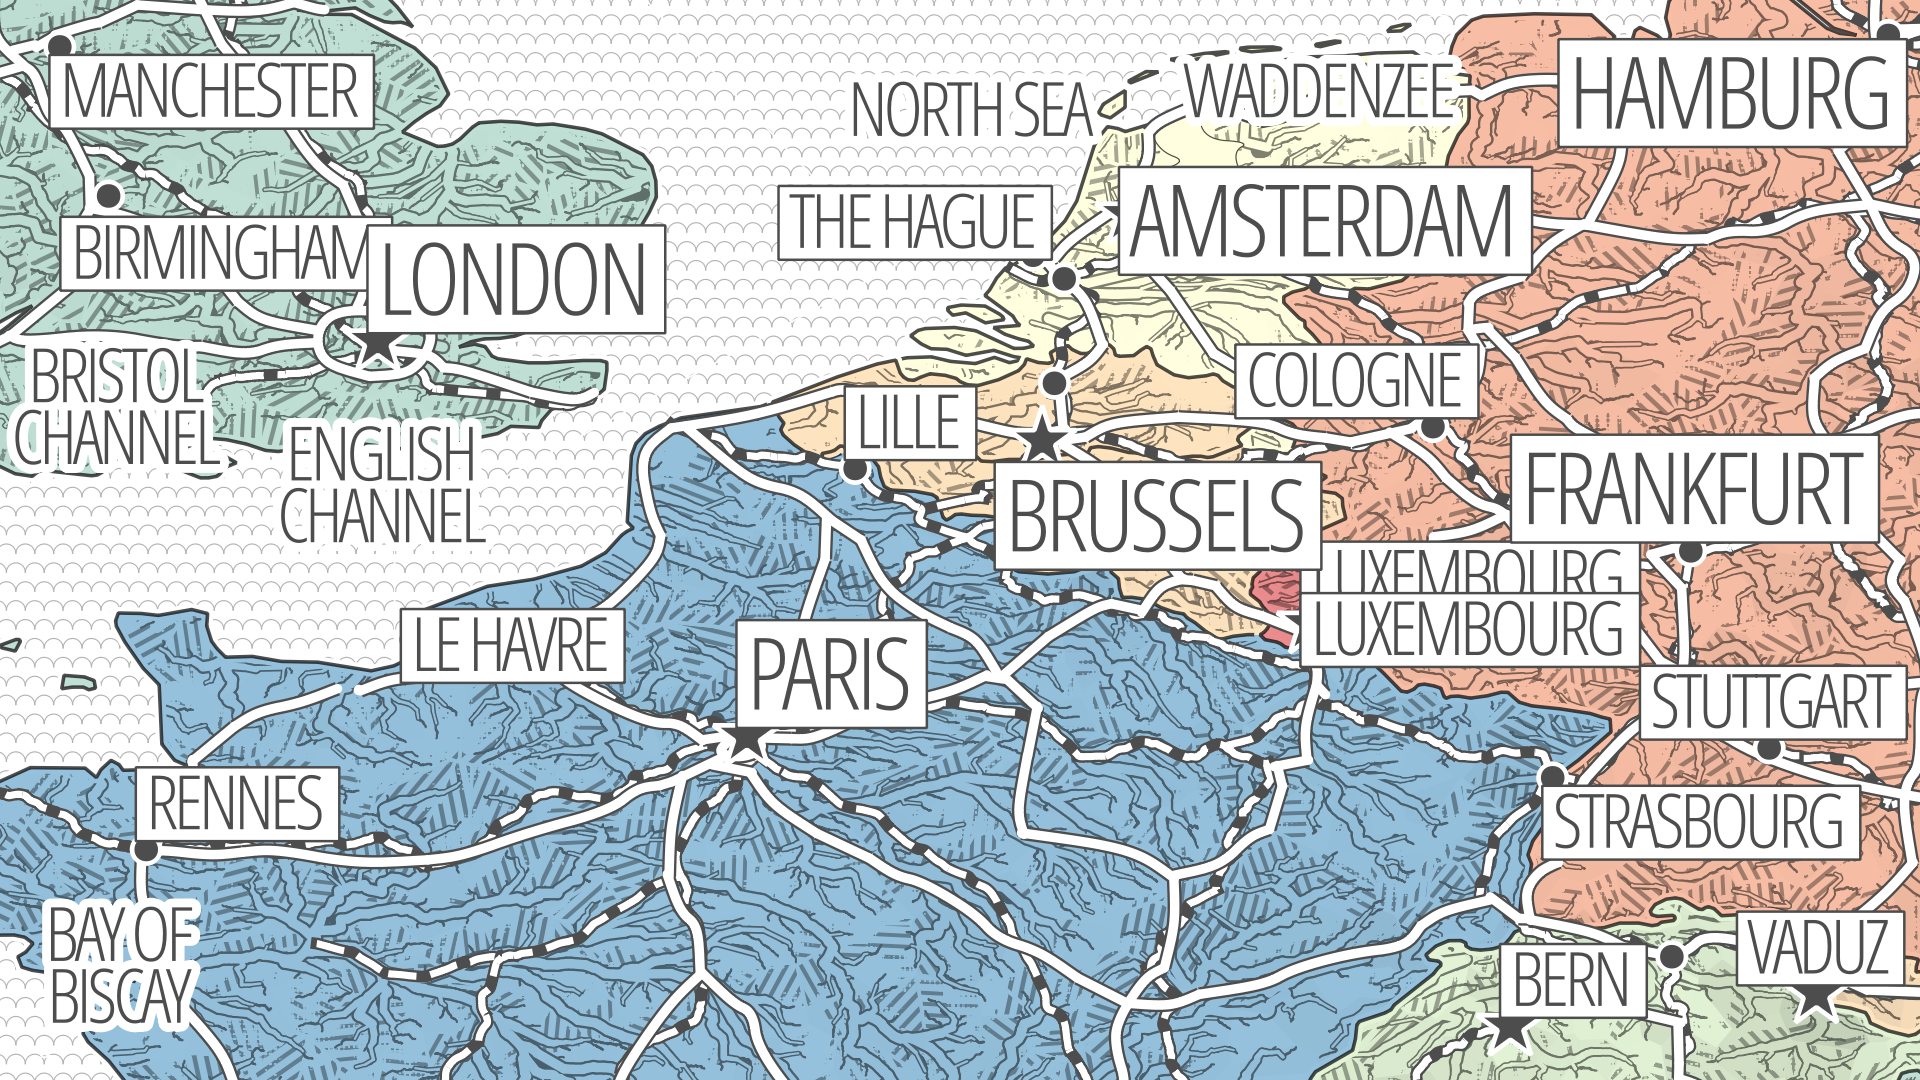 MANCHESTER
NORTH SEA
WADDENZEE
HAMBURG
BIRMINGHAM
LONDON
THE HAGUE
AMSTERDAM
BRISTOL
CHANNEL
ENGLISH
CHANNEL
LILLE
COLOGNE
BRUSSELS
FRANKFURT
LUXEMBOURG
LUXEMBOURG
LE HAVRE
PARIS
STUTTGART
RENNES
STRASBOURG
BAY OF
BISCAY
BERN
VADUZ